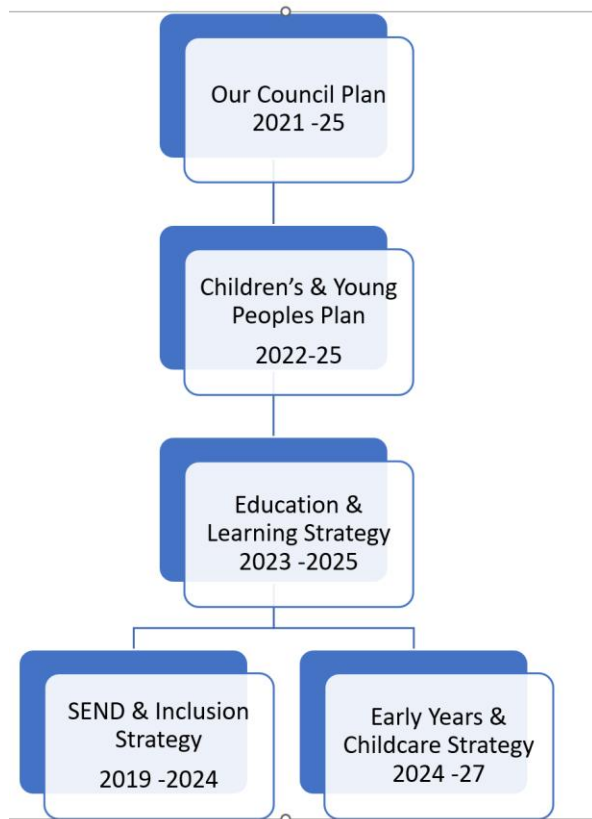 Our Council Plan
2021 -25
Children’s & Young
Peoples Plan
2022-25
Education &
Learning Strategy
2023 -2025
SEND & Inclusion
Strategy
2019 -2024
Early Years &
Childcare Strategy
2024 -27